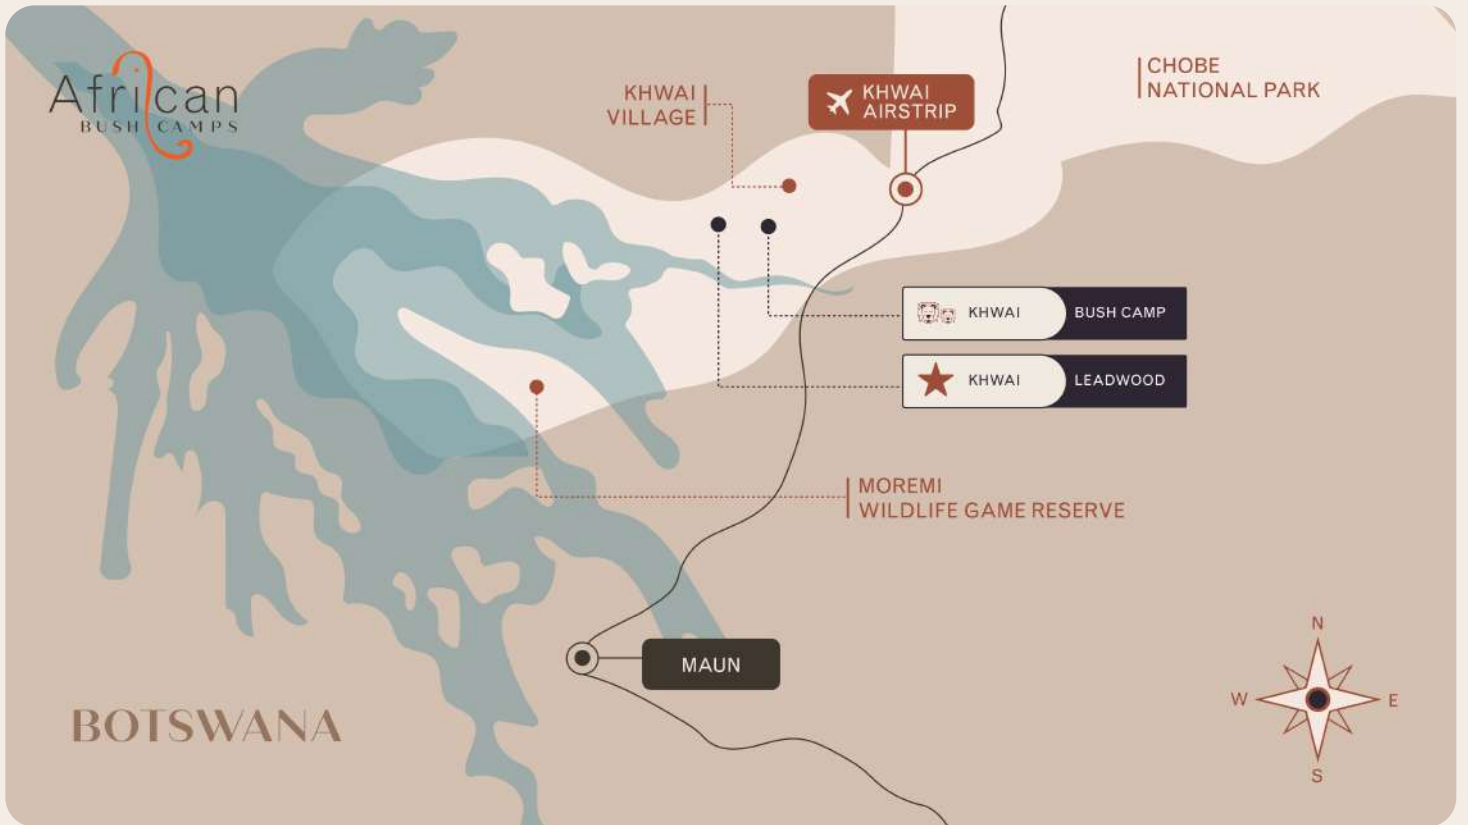 African
BUSH CAMPS
KHWAI
VILLAGE
KHWAI
AIRSTRIP
CHOBE
NATIONAL PARK
KHWAI BUSH CAMP
KHWAI LEADWOOD
MOREMI
WILDLIFE GAME RESERVE
MAUN
BOTSWANA
N
W E
S